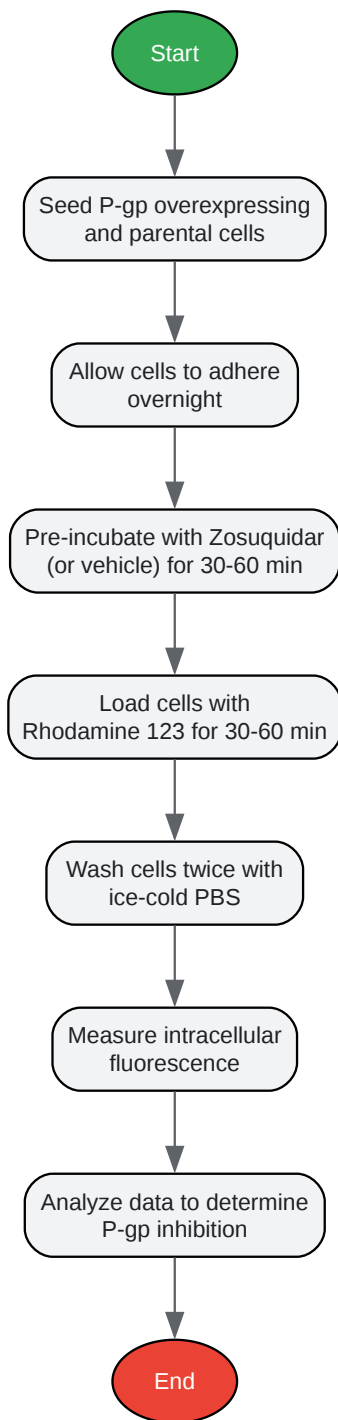 Start
Seed P-gp overexpressing
and parental cells
Allow cells to adhere
overnight
Pre-incubate with Zosuquidar
(or vehicle) for 30-60 min
Load cells with
Rhodamine 123 for 30-60 min
Wash cells twice with
ice-cold PBS
Measure intracellular
fluorescence
Analyze data to determine
P-gp inhibition
End